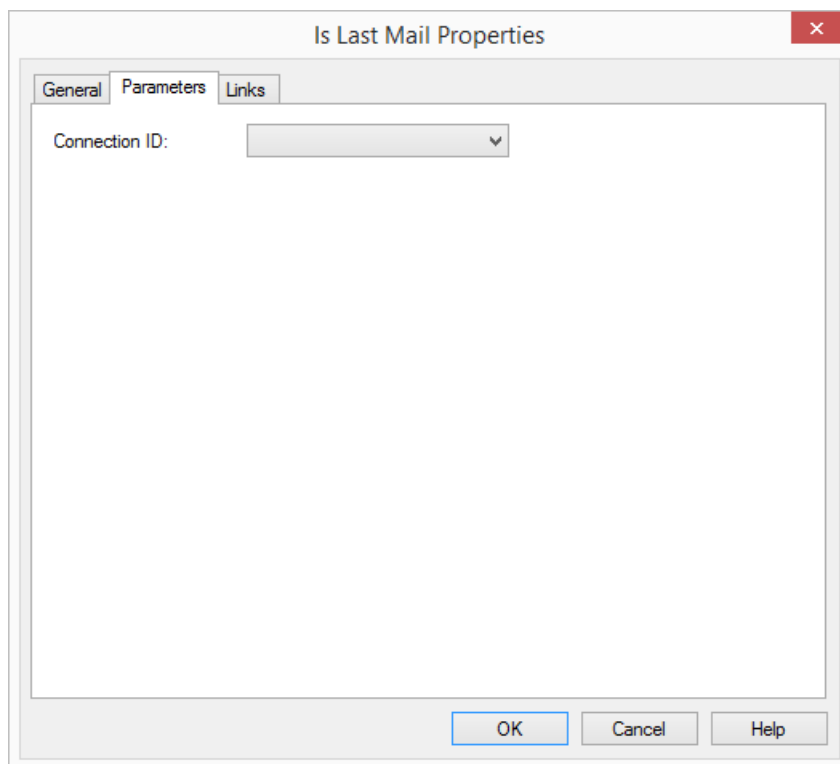 Is Last Mail Properties
General Parameters Links
Connection ID:
OK Cancel Help